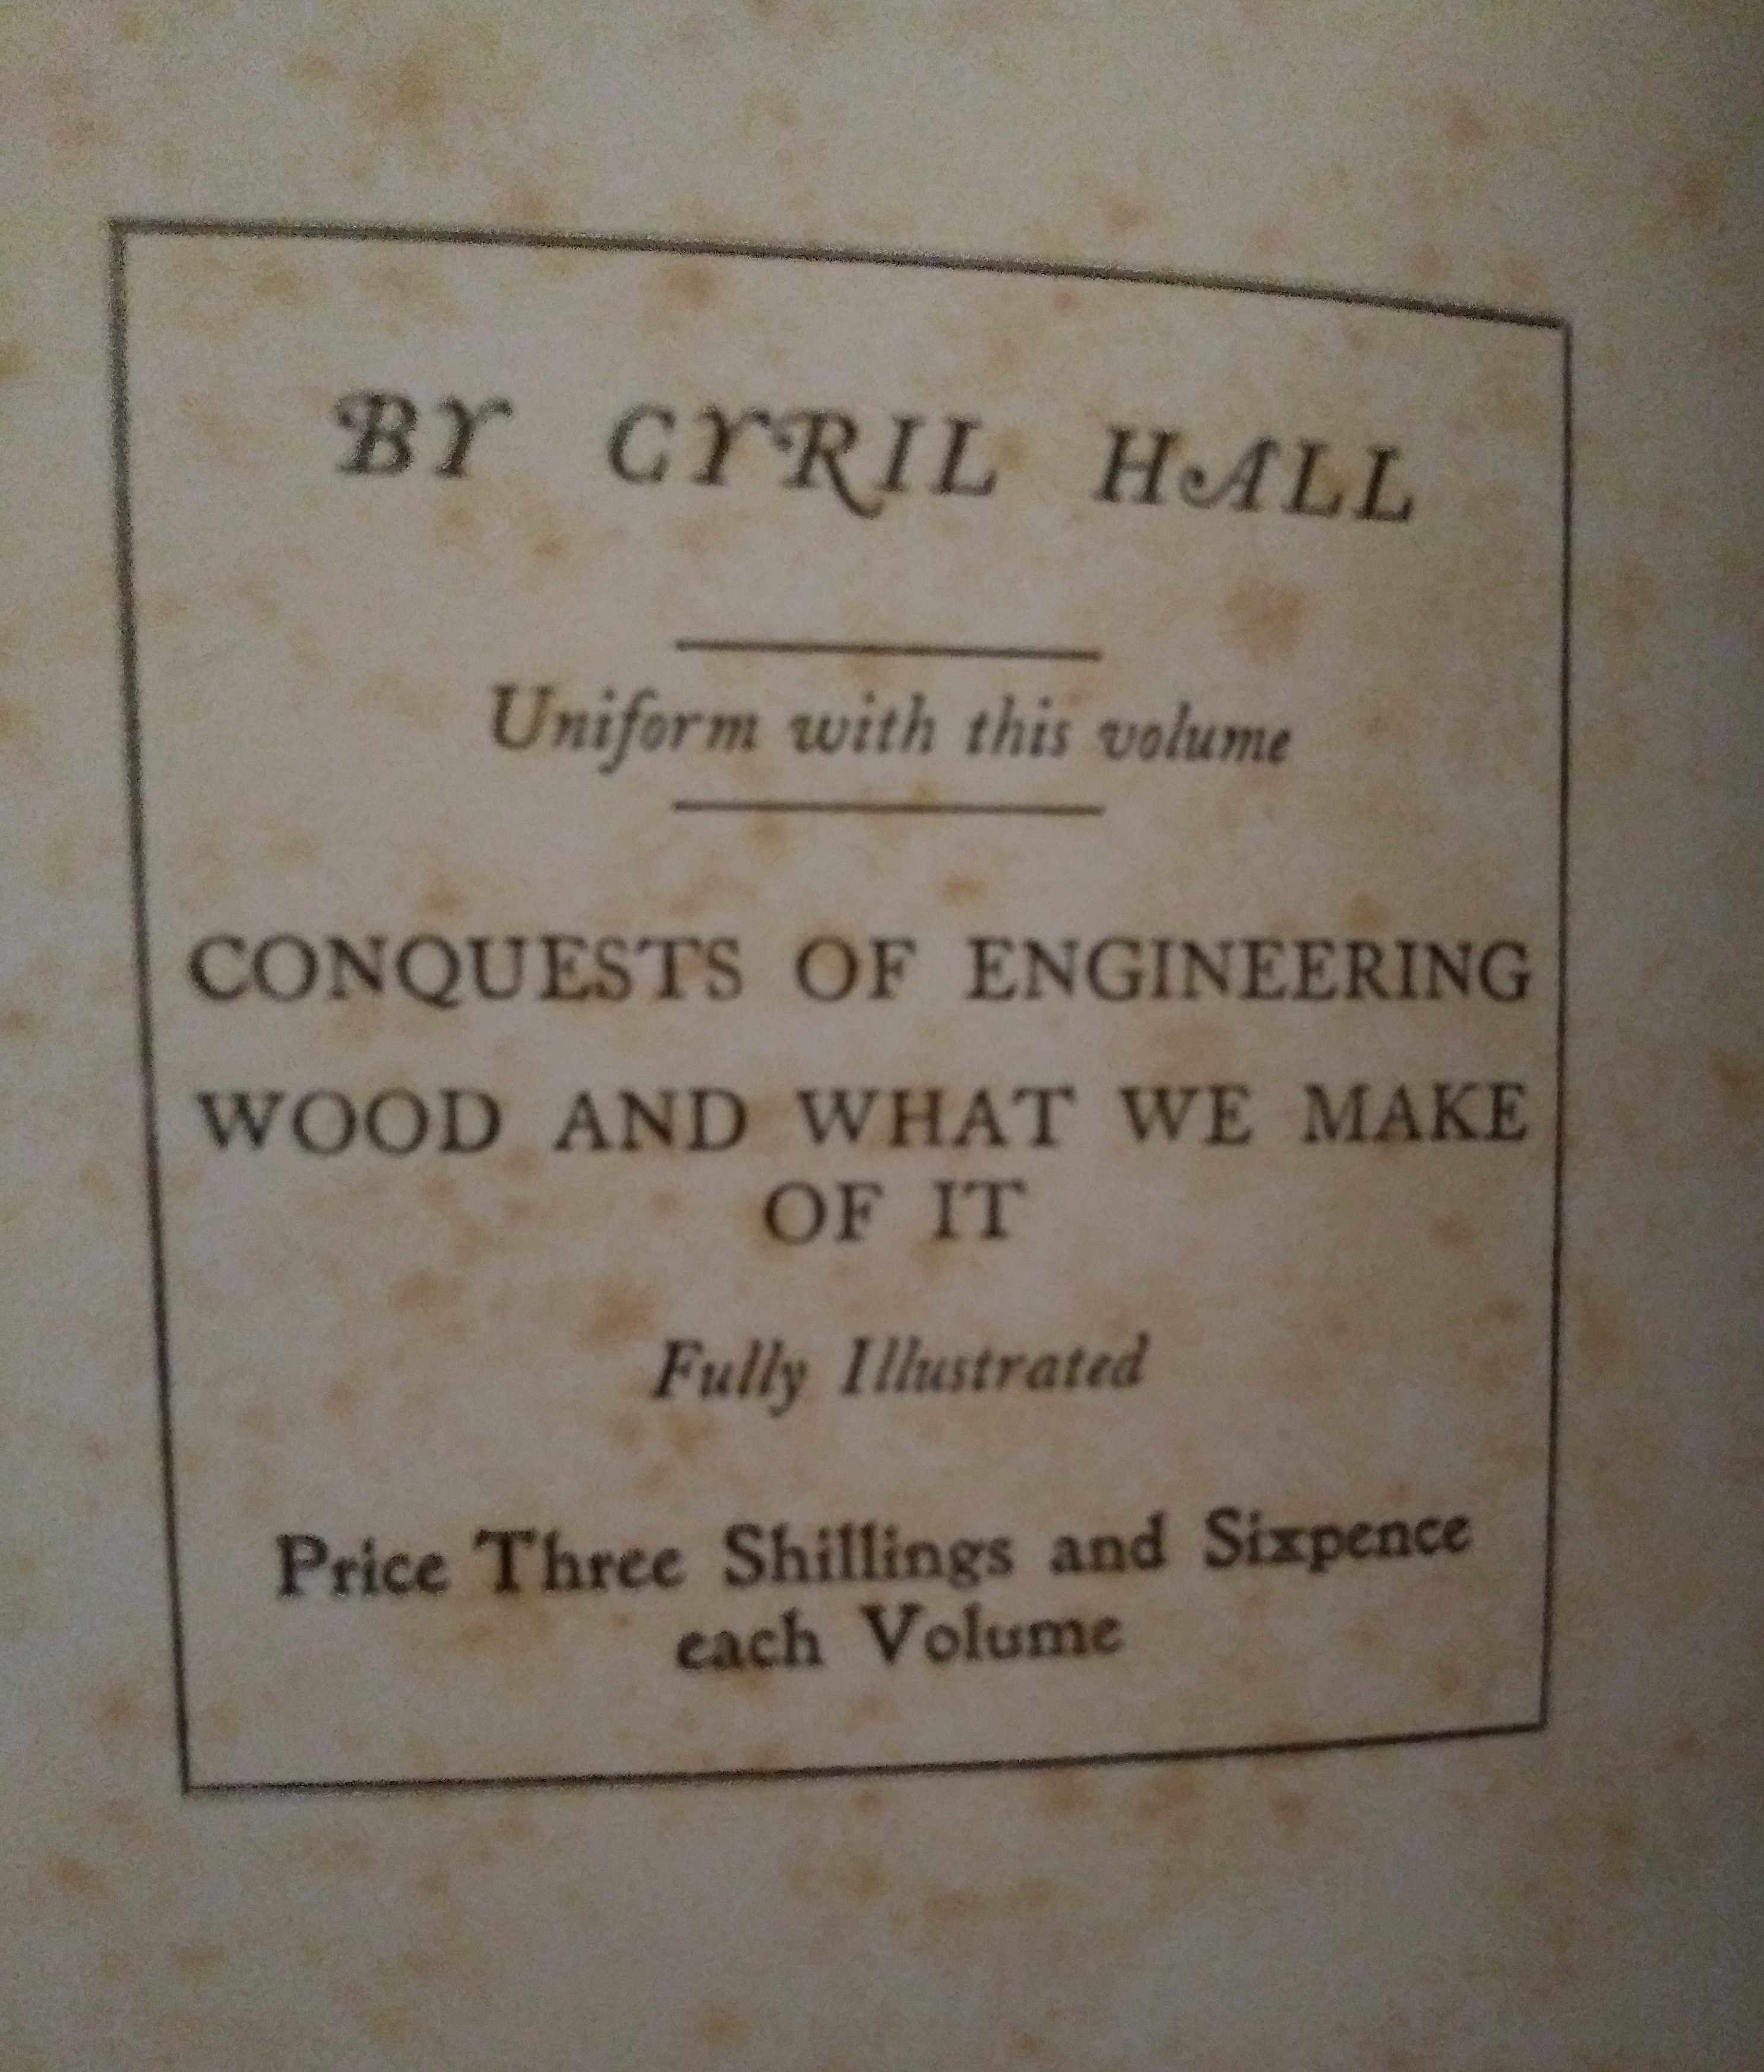 BY CYRIL HALL
Uniform with this volume
CONQUESTS OF ENGINEERING
WOOD AND WHAT WE MAKE
OF IT
Fully Illustrated
Price Three Shillings and Sixpence
each Volume